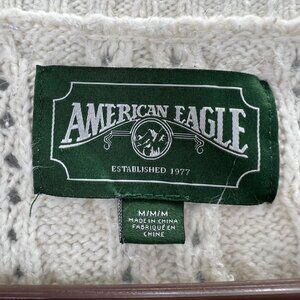 AMERICAN EAGLE
ESTABLISHED 1977
M/M/M
MADE IN CHINA
FABRIQUÉ EN
CHINE